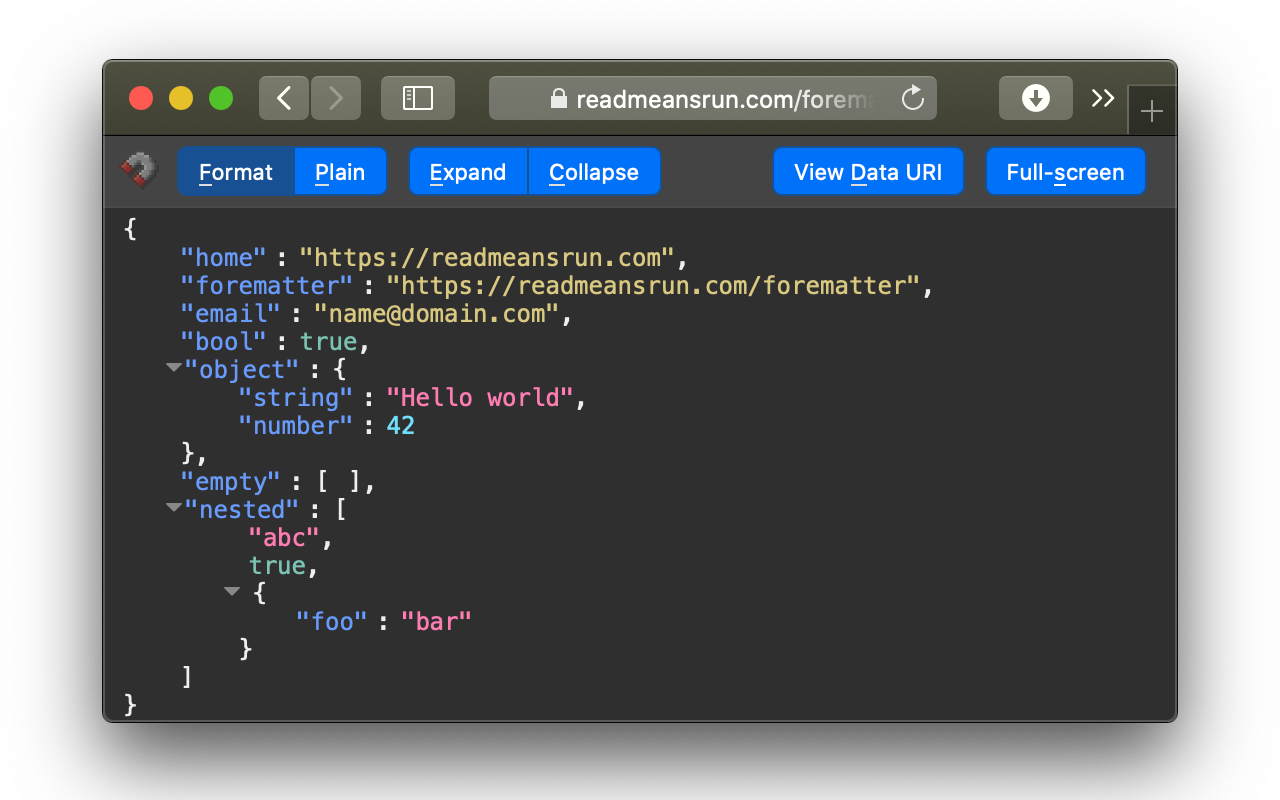 readmeansrun.com/forema
Format Plain Expand Collapse View Data URI Full-screen
{
"home" : "https://readmeansrun.com",
"forematter" : "https://readmeansrun.com/forematter",
"email" : "name@domain.com",
"bool" : true,
"object" : {
"string" : "Hello world",
"number" : 42
},
"empty" : [ ],
"nested" : [
"abc",
true,
{
"foo" : "bar"
}
]
}